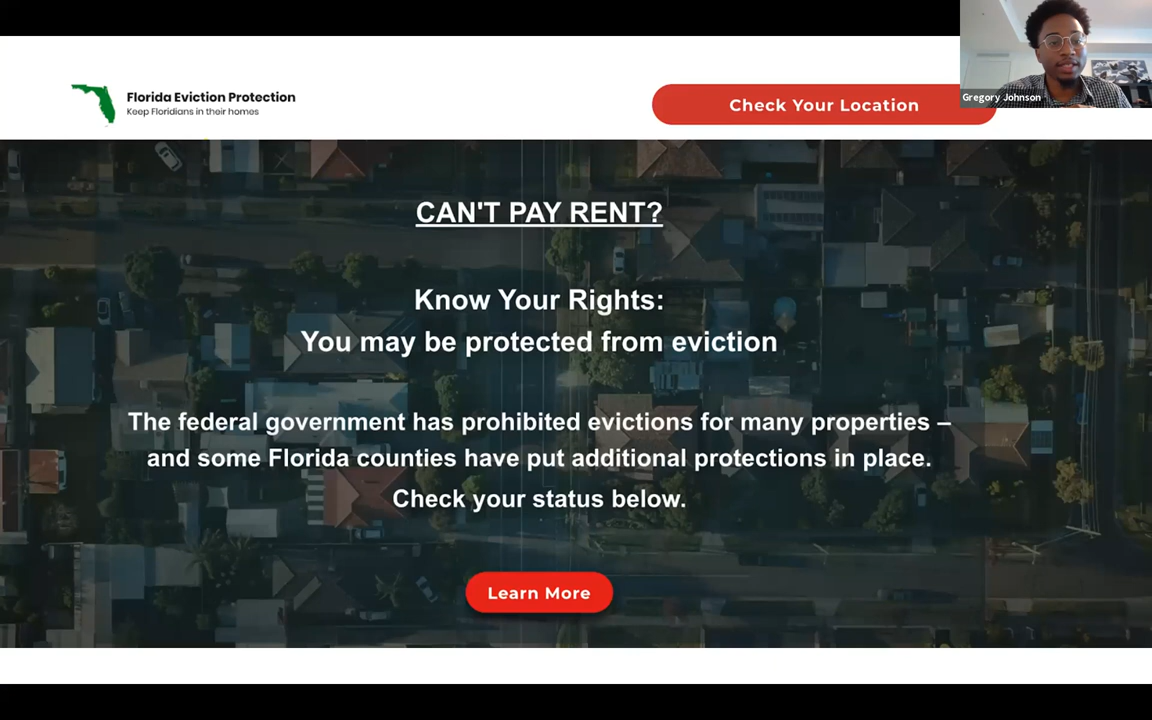 Florida Eviction Protection
Keep Floridians in their homes
Check Your Location
Gregory Johnson
CAN'T PAY RENT?
Know Your Rights:
You may be protected from eviction
The federal government has prohibited evictions for many properties –
and some Florida counties have put additional protections in place.
Check your status below.
Learn More